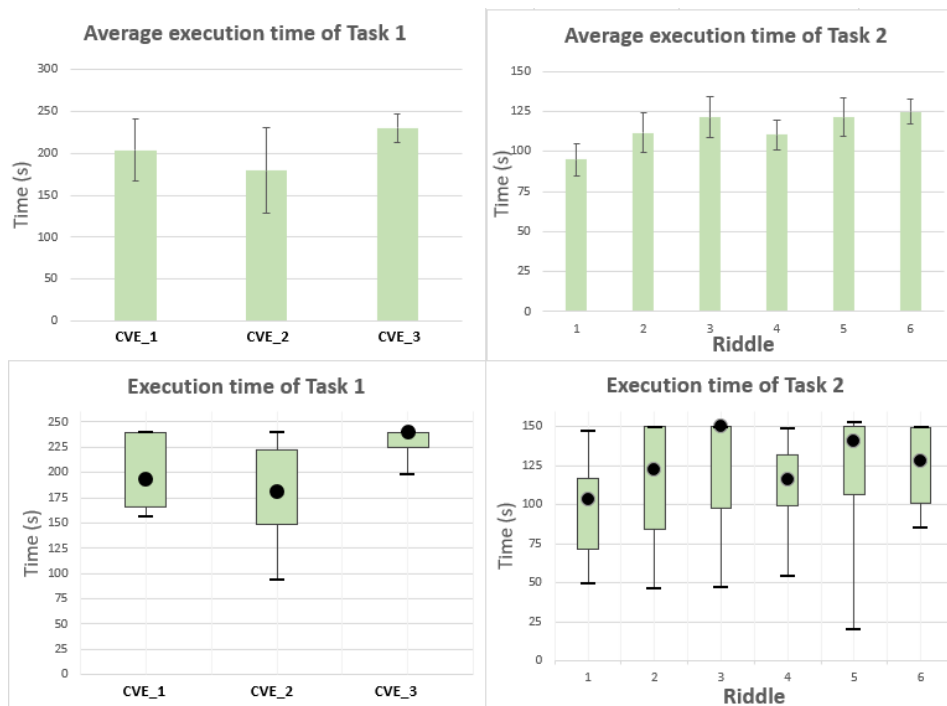 Average execution time of Task 1
300
250
200
150
100
50
0
Time (s)
CVE_1 CVE_2 CVE_3
Average execution time of Task 2
150
125
100
75
50
25
0
Time (s)
1 2 3 4 5 6
Riddle
Execution time of Task 1
250
225
200
175
150
125
100
75
50
25
0
Time (s)
CVE_1 CVE_2 CVE_3
Execution time of Task 2
150
125
100
75
50
25
0
Time (s)
1 2 3 4 5 6
Riddle